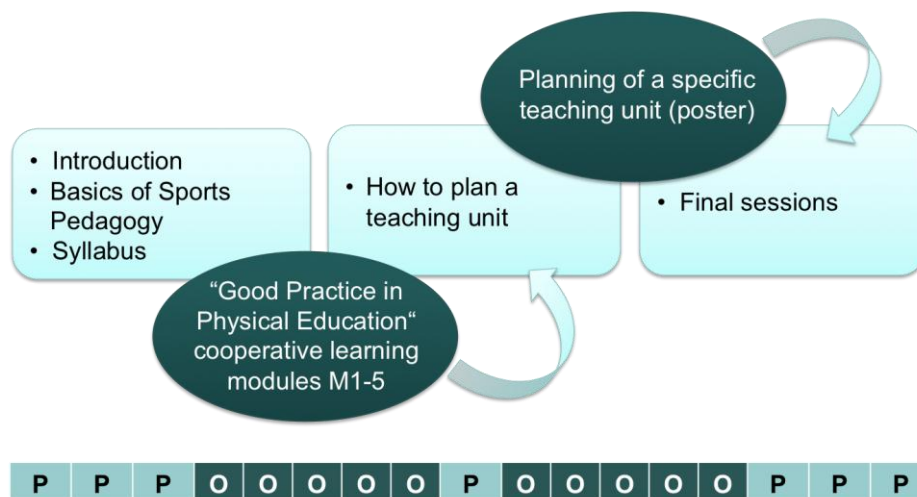 Planning of a specific
teaching unit (poster)
• Introduction
• Basics of Sports
Pedagogy
• Syllabus
• How to plan a
teaching unit
• Final sessions
“Good Practice in
Physical Education“
cooperative learning
modules M1-5
P P P O O O O O P O O O O O P P P